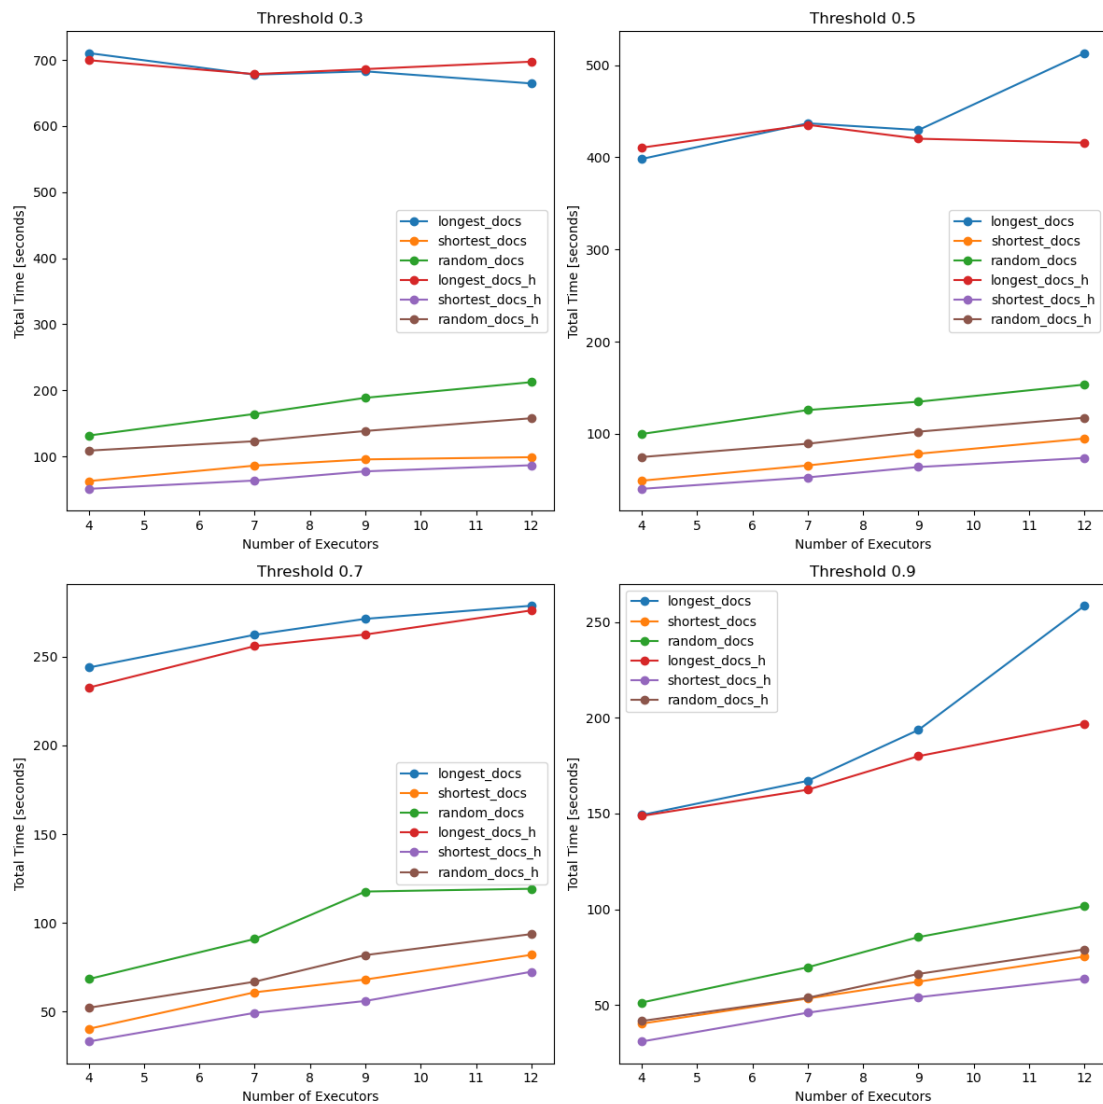 Threshold 0.3
700
600
500
400
300
200
100
Total Time [seconds]
longest_docs
shortest_docs
random_docs
longest_docs_h
shortest_docs_h
random_docs_h
4 5 6 7 8 9 10 11 12
Number of Executors
Threshold 0.5
500
400
300
200
100
Total Time [seconds]
longest_docs
shortest_docs
random_docs
longest_docs_h
shortest_docs_h
random_docs_h
4 5 6 7 8 9 10 11 12
Number of Executors
Threshold 0.7
250
200
150
100
50
Total Time [seconds]
longest_docs
shortest_docs
random_docs
longest_docs_h
shortest_docs_h
random_docs_h
4 5 6 7 8 9 10 11 12
Number of Executors
Threshold 0.9
250
200
150
100
50
Total Time [seconds]
longest_docs
shortest_docs
random_docs
longest_docs_h
shortest_docs_h
random_docs_h
4 5 6 7 8 9 10 11 12
Number of Executors